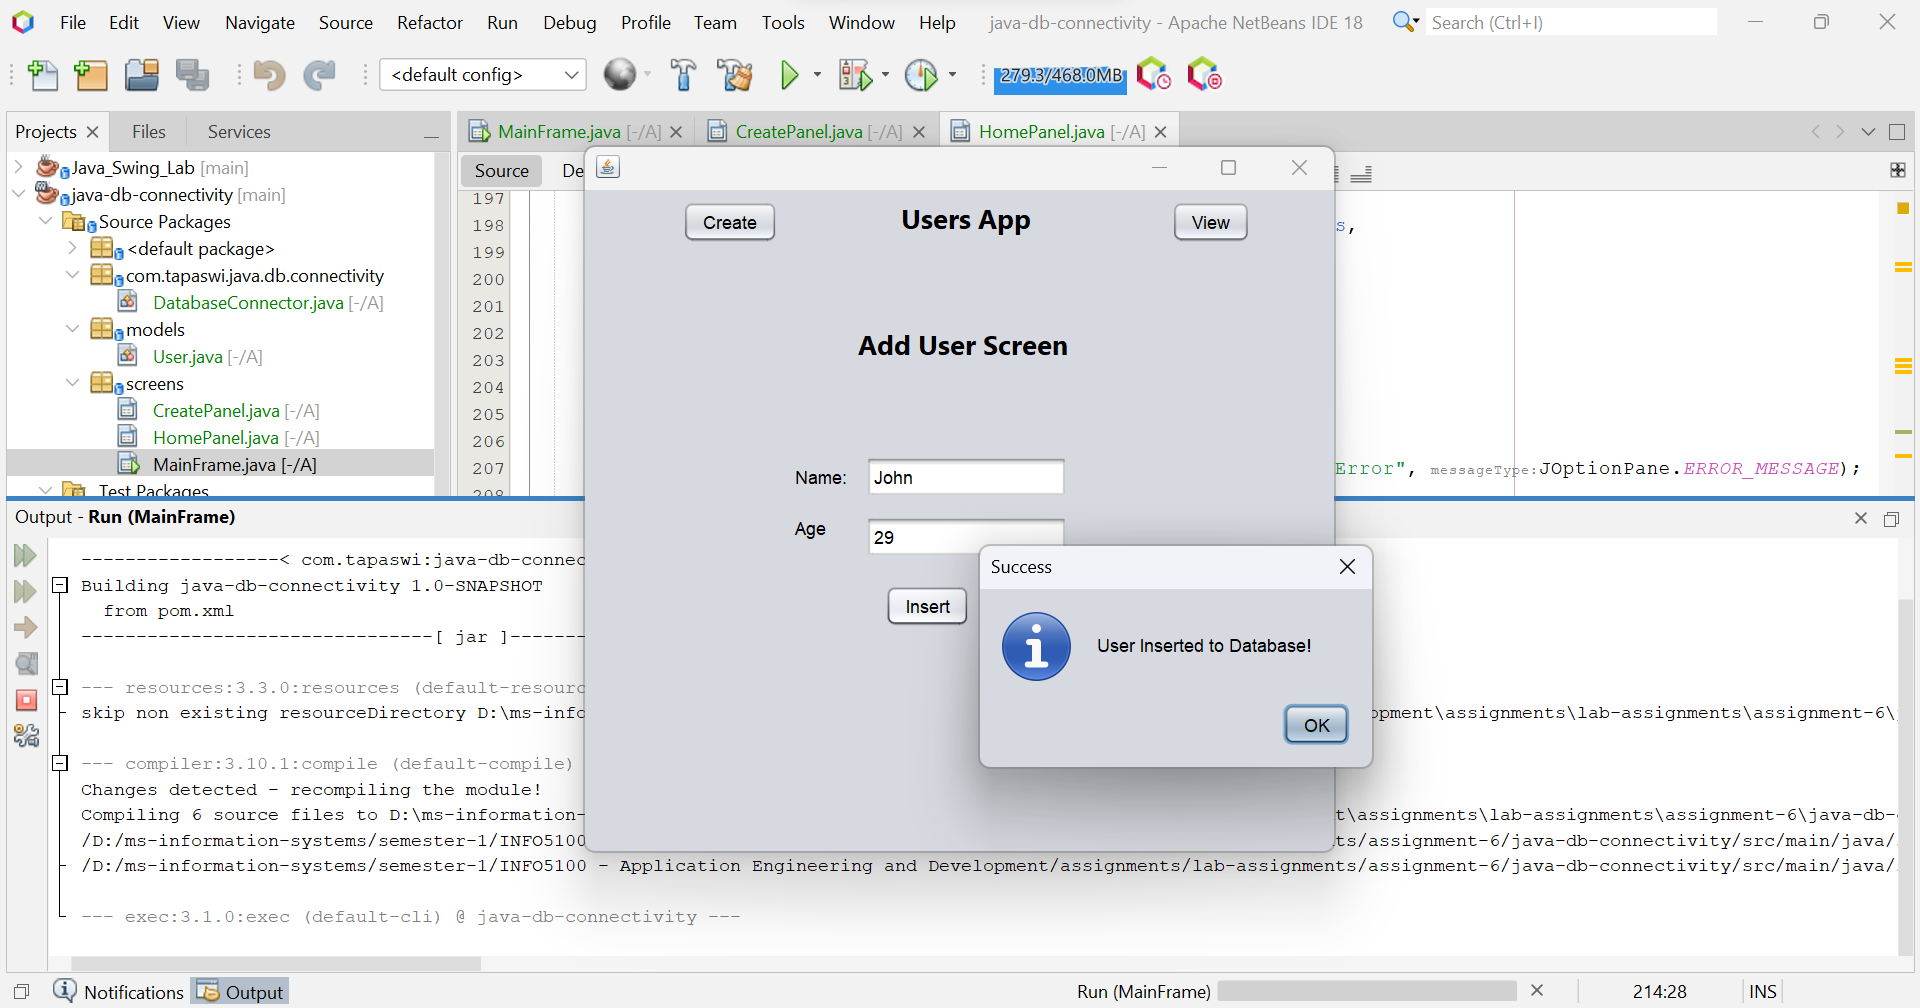 File Edit View Navigate Source Refactor Run Debug Profile Team Tools Window Help java-db-connectivity - Apache NetBeans IDE 18 Search (Ctrl+I)
<default config> 279.3/468.0MB
Projects Files Services
MainFrame.java [-/A] CreatePanel.java [-/A] HomePanel.java [-/A]
Java_Swing_Lab [main]
java-db-connectivity [main]
Source Packages
<default package>
com.tapaswi.java.db.connectivity
DatabaseConnector.java [-/A]
models
User.java [-/A]
screens
CreatePanel.java [-/A]
HomePanel.java [-/A]
MainFrame.java [-/A]
Test Packages
Source De
197
198 s,
199
200
201
202
203
204
205
206
207 Error", messageType: JOptionPane.ERROR_MESSAGE);
208
Create Users App View
Add User Screen
Name: John
Age 29
Insert
Success
User Inserted to Database!
OK
Output - Run (MainFrame)
------------------< com.tapaswi:java-db-connec
Building java-db-connectivity 1.0-SNAPSHOT
from pom.xml
--------------------------------[ jar ]-------
--- resources:3.3.0:resources (default-resourc
skip non existing resourceDirectory D:\ms-info pment\assignments\lab-assignments\assignment-6\
--- compiler:3.10.1:compile (default-compile)
Changes detected - recompiling the module!
Compiling 6 source files to D:\ms-information- t\assignments\lab-assignments\assignment-6\java-db-
/D:/ms-information-systems/semester-1/INFO5100 ts/assignment-6/java-db-connectivity/src/main/java/
/D:/ms-information-systems/semester-1/INFO5100 - Application Engineering and Development/assignments/lab-assignments/assignment-6/java-db-connectivity/src/main/java/
--- exec:3.1.0:exec (default-cli) @ java-db-connectivity ---
Notifications Output Run (MainFrame) 214:28 INS